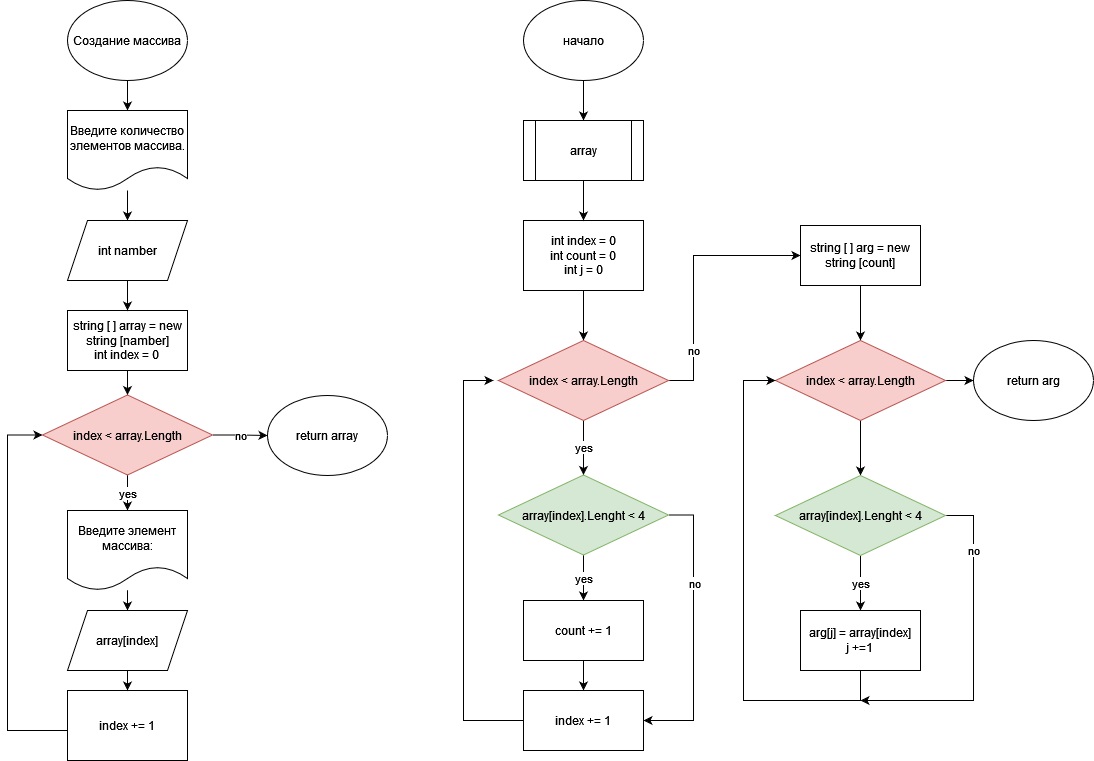 Создание массива
Введите количество
элементов массива.
int namber
string [ ] array = new
string [namber]
int index = 0
index < array.Length
no
return array
yes
Введите элемент
массива:
array[index]
index += 1
начало
array
int index = 0
int count = 0
int j = 0
index < array.Length
no
yes
array[index].Lenght < 4
yes
no
count += 1
index += 1
string [ ] arg = new
string [count]
index < array.Length
return arg
array[index].Lenght < 4
no
yes
arg[j] = array[index]
j +=1